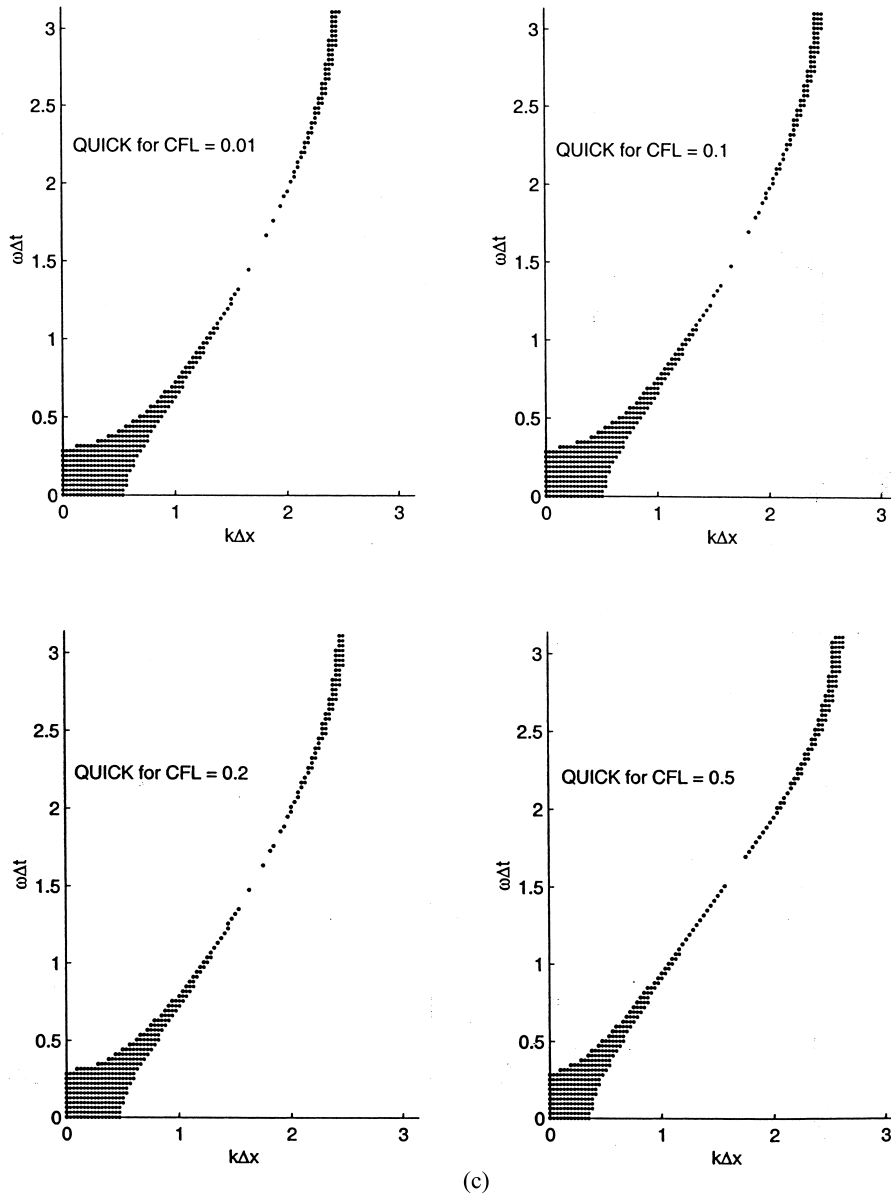 3
2.5
QUICK for CFL = 0.01
2
ωΔt
1.5
1
0.5
0
0 1 2 3
kΔx
3
2.5
QUICK for CFL = 0.1
2
ωΔt
1.5
1
0.5
0
0 1 2 3
kΔx
3
2.5
QUICK for CFL = 0.2
2
ωΔt
1.5
1
0.5
0
0 1 2 3
kΔx
3
2.5
QUICK for CFL = 0.5
2
ωΔt
1.5
1
0.5
0
0 1 2 3
kΔx
(c)